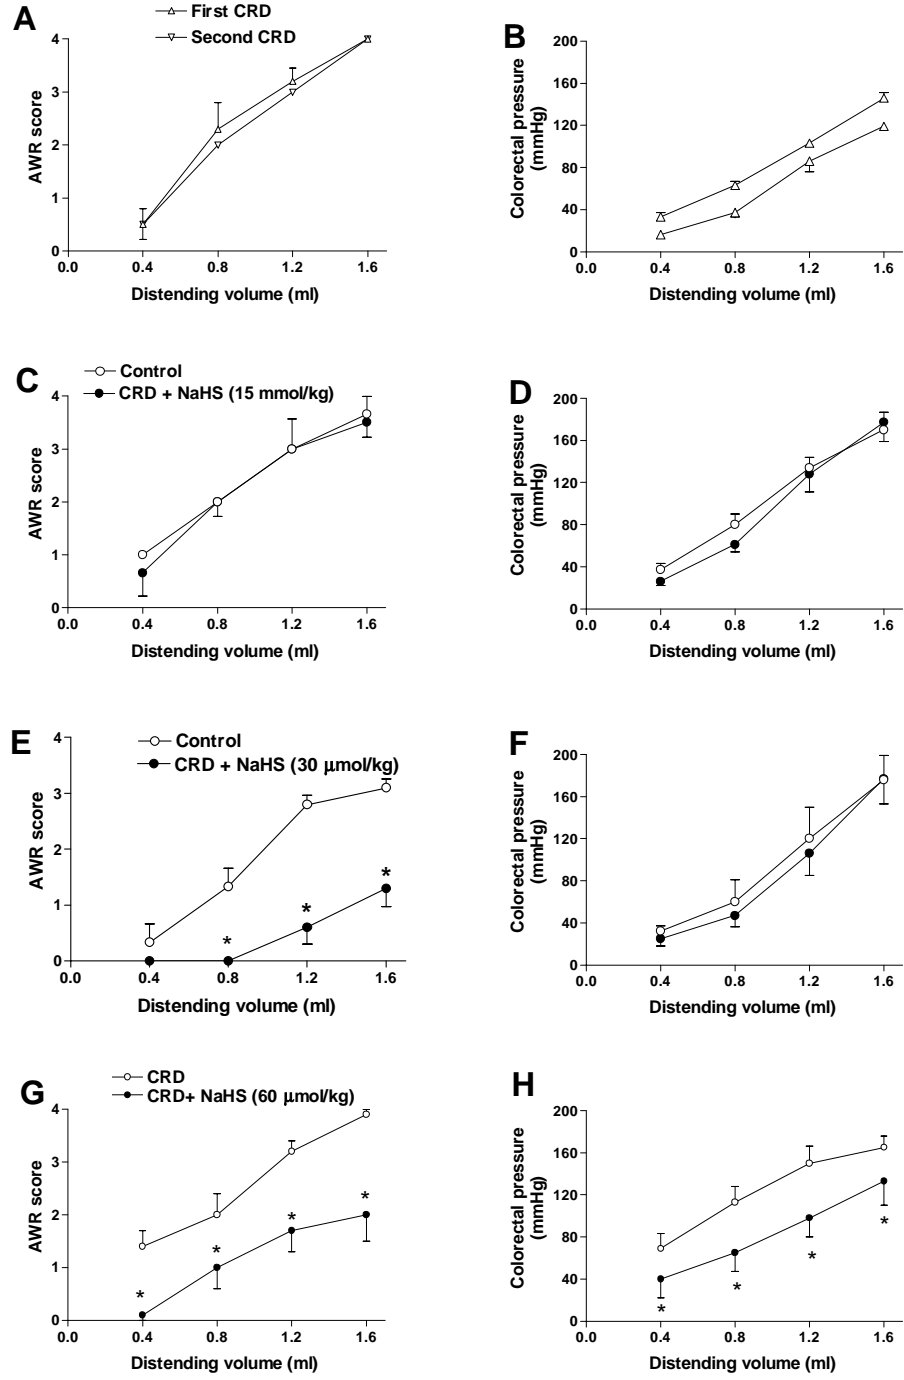 A
First CRD
Second CRD
4
3
2
1
0
AWR score
0.0 0.4 0.8 1.2 1.6
Distending volume (ml)
B
200
160
120
80
40
0
Colorectal pressure
(mmHg)
0.0 0.4 0.8 1.2 1.6
Distending volume (ml)
C
Control
CRD + NaHS (15 mmol/kg)
4
3
2
1
0
AWR score
0.0 0.4 0.8 1.2 1.6
Distending volume (ml)
D
200
160
120
80
40
0
Colorectal pressure
(mmHg)
0.0 0.4 0.8 1.2 1.6
Distending volume (ml)
E
Control
CRD + NaHS (30 μmol/kg)
4
3
2
1
0
AWR score
* * *
0.0 0.4 0.8 1.2 1.6
Distending volume (ml)
F
200
160
120
80
40
0
Colorectal pressure
(mmHg)
0.0 0.4 0.8 1.2 1.6
Distending volume (ml)
G
CRD
CRD+ NaHS (60 μmol/kg)
4
3
2
1
0
AWR score
* * * *
0.0 0.4 0.8 1.2 1.6
Distending volume (ml)
H
200
160
120
80
40
0
Colorectal pressure
(mmHg)
* * * *
0.0 0.4 0.8 1.2 1.6
Distending volume (ml)